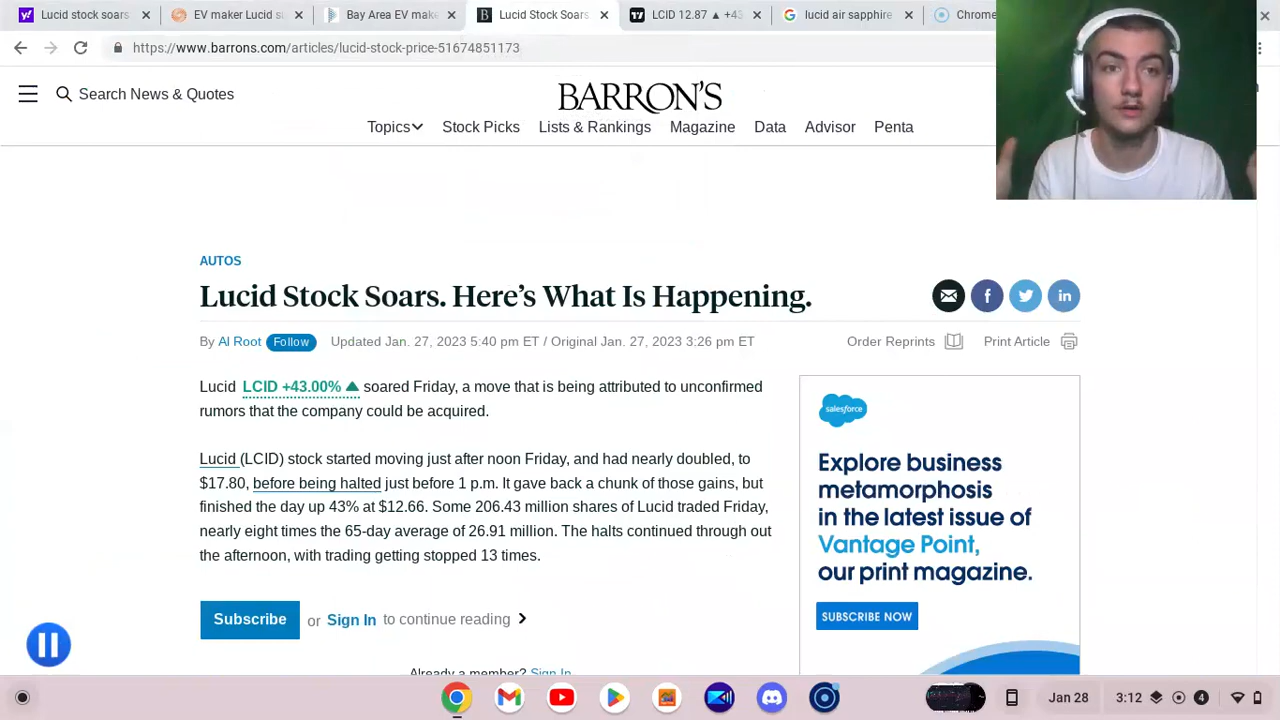 Lucid stock soars
EV maker Lucid su
Bay Area EV make
Lucid Stock Soars
LCID 12.87 ▲ +43
lucid air sapphire
Chrome
https://www.barrons.com/articles/lucid-stock-price-51674851173
Search News & Quotes
BARRON'S
Topics
Stock Picks
Lists & Rankings
Magazine
Data
Advisor
Penta
AUTOS
Lucid Stock Soars. Here's What Is Happening.
By Al Root Follow Updated Jan. 27, 2023 5:40 pm ET / Original Jan. 27, 2023 3:26 pm ET
Order Reprints
Print Article
Lucid LCID +43.00% ▲ soared Friday, a move that is being attributed to unconfirmed
rumors that the company could be acquired.
Lucid (LCID) stock started moving just after noon Friday, and had nearly doubled, to
$17.80, before being halted just before 1 p.m. It gave back a chunk of those gains, but
finished the day up 43% at $12.66. Some 206.43 million shares of Lucid traded Friday,
nearly eight times the 65-day average of 26.91 million. The halts continued through out
the afternoon, with trading getting stopped 13 times.
Subscribe or Sign In to continue reading
Already a member? Sign In
salesforce
Explore business
metamorphosis
in the latest issue of
Vantage Point,
our print magazine.
SUBSCRIBE NOW
Jan 28
3:12
4